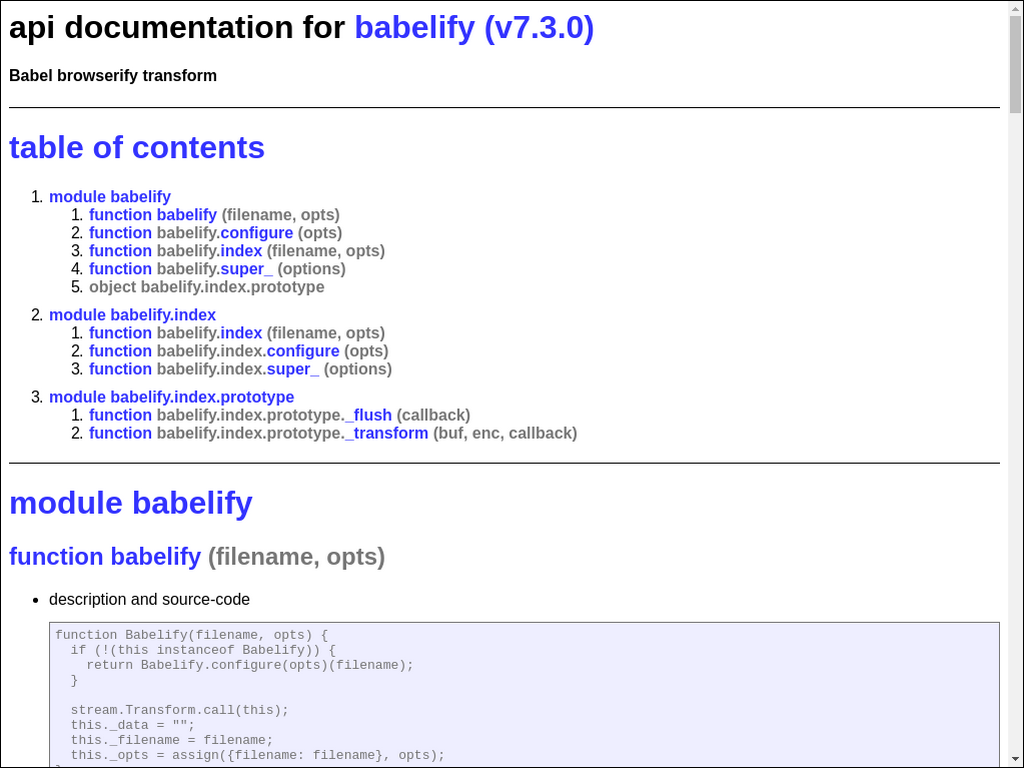 api documentation for babelify (v7.3.0)
Babel browserify transform
table of contents
1. module babelify
1. function babelify (filename, opts)
2. function babelify.configure (opts)
3. function babelify.index (filename, opts)
4. function babelify.super_ (options)
5. object babelify.index.prototype
2. module babelify.index
1. function babelify.index (filename, opts)
2. function babelify.index.configure (opts)
3. function babelify.index.super_ (options)
3. module babelify.index.prototype
1. function babelify.index.prototype._flush (callback)
2. function babelify.index.prototype._transform (buf, enc, callback)
module babelify
function babelify (filename, opts)
• description and source-code
function Babelify(filename, opts) {
  if (!(this instanceof Babelify)) {
    return Babelify.configure(opts)(filename);
  }
  stream.Transform.call(this);
  this._data = "";
  this._filename = filename;
  this._opts = assign({filename: filename}, opts);